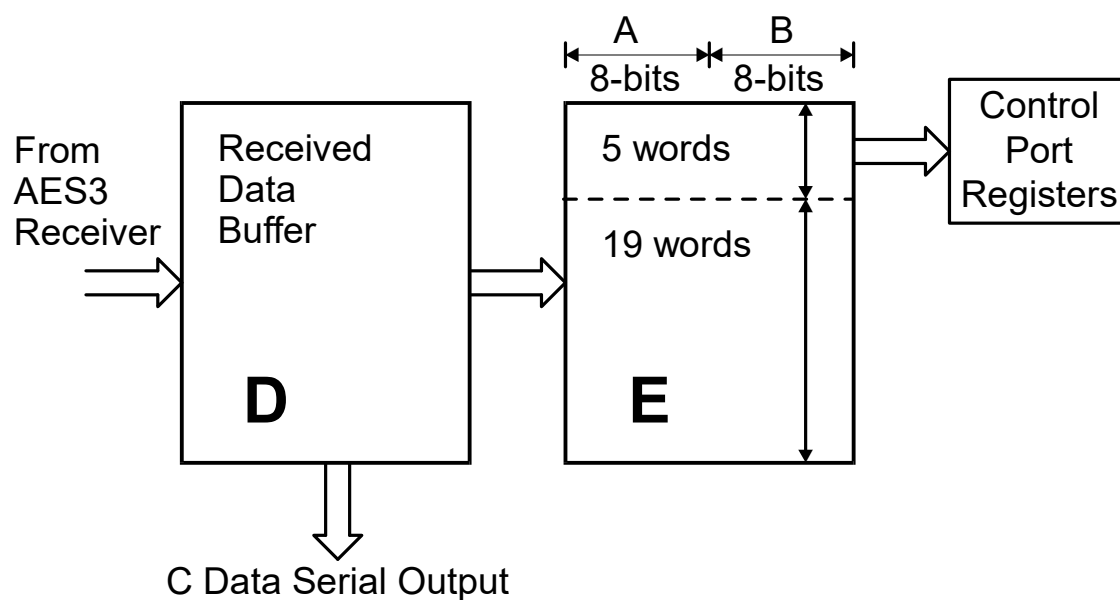 From
AES3
Receiver
Received
Data
Buffer
D
C Data Serial Output
A
B
8-bits
8-bits
5 words
19 words
E
Control
Port
Registers